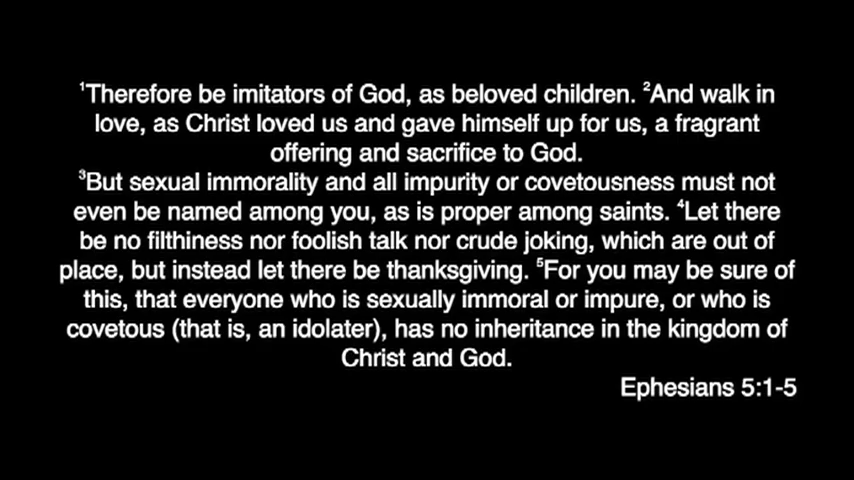 ¹Therefore be imitators of God, as beloved children. ²And walk in
love, as Christ loved us and gave himself up for us, a fragrant
offering and sacrifice to God.
³But sexual immorality and all impurity or covetousness must not
even be named among you, as is proper among saints. ⁴Let there
be no filthiness nor foolish talk nor crude joking, which are out of
place, but instead let there be thanksgiving. ⁵For you may be sure of
this, that everyone who is sexually immoral or impure, or who is
covetous (that is, an idolater), has no inheritance in the kingdom of
Christ and God.
Ephesians 5:1-5